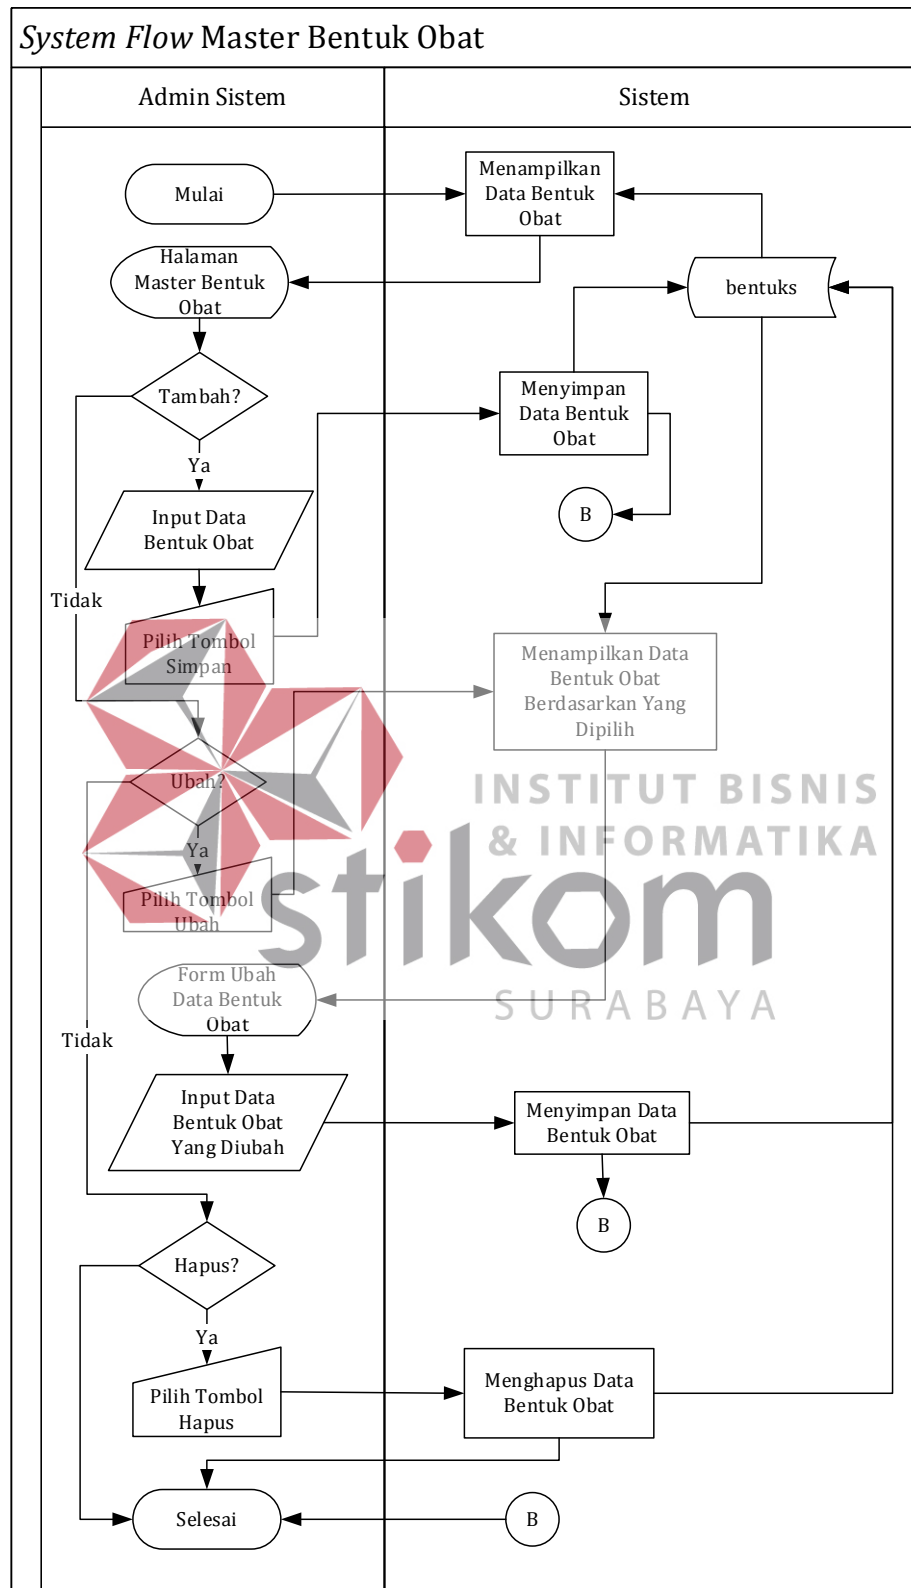 System Flow Master Bentuk Obat
Admin Sistem
Sistem
Mulai
Menampilkan
Data Bentuk
Obat
Halaman
Master Bentuk
Obat
bentuks
Tambah?
Menyimpan
Data Bentuk
Obat
Ya
B
Input Data
Bentuk Obat
Tidak
Pilih Tombol
Simpan
Menampilkan Data
Bentuk Obat
Berdasarkan Yang
Dipilih
Ubah?
INSTITUT BISNIS
& INFORMATIKA
Ya
stikom
Pilih Tombol
Ubah
SURABAYA
Form Ubah
Data Bentuk
Obat
Tidak
Input Data
Bentuk Obat
Yang Diubah
Menyimpan Data
Bentuk Obat
B
Hapus?
Ya
Pilih Tombol
Hapus
Menghapus Data
Bentuk Obat
Selesai
B